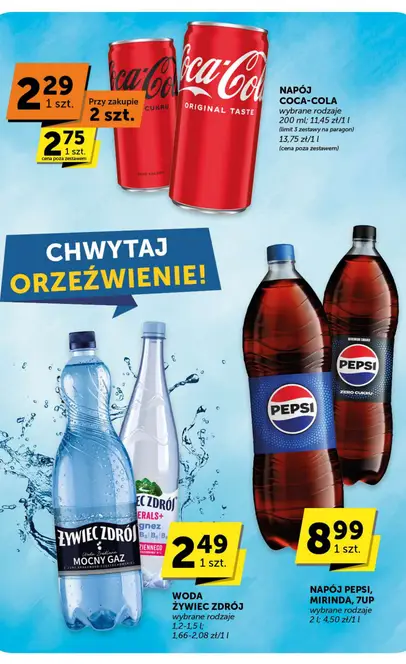 2.29
1 szt.
Przy zakupie
2 szt.
2.75
1 szt.
cena poza zestawem
Coca-Cola
ORIGINAL TASTE
NAPÓJ
COCA-COLA
wybrane rodzaje
200 ml; 11,45 zł/1 l
(limit 3 zestawy na paragon)
13,75 zł/1 l
(cena poza zestawem)
CHWYTAJ
ORZEŹWIENIE!
PEPSI
PEPSI
ZERO CUKRU
ŻYWIEC ZDRÓJ
MOCNY GAZ
EC ZDRÓJ
ERALS+
gnez
2.49
1 szt.
WODA
ŻYWIEC ZDRÓJ
wybrane rodzaje
1,2-1,5 l;
1,66-2,08 zł/1 l
8.99
1 szt.
NAPÓJ PEPSI,
MIRINDA, 7UP
wybrane rodzaje
2 l; 4,50 zł/1 l